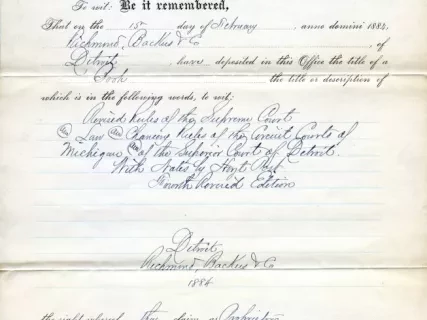 To wit: Be it remembered,
That on the 15th day of February anno domini 1884,
Richmond, Backus & Co , of
Detroit , have deposited in this Office the title of a
Book the title or description of
which is in the following words, to wit:
Revised Rules of the Supreme Court
Law and Chancery Rules of the Circuit Courts of
Michigan and of the Superior Court of Detroit.
With Notes by Hoyt Post
Fourth Revised Edition
Detroit
Richmond, Backus & Co
1884
the right whereof they claim as Proprietors